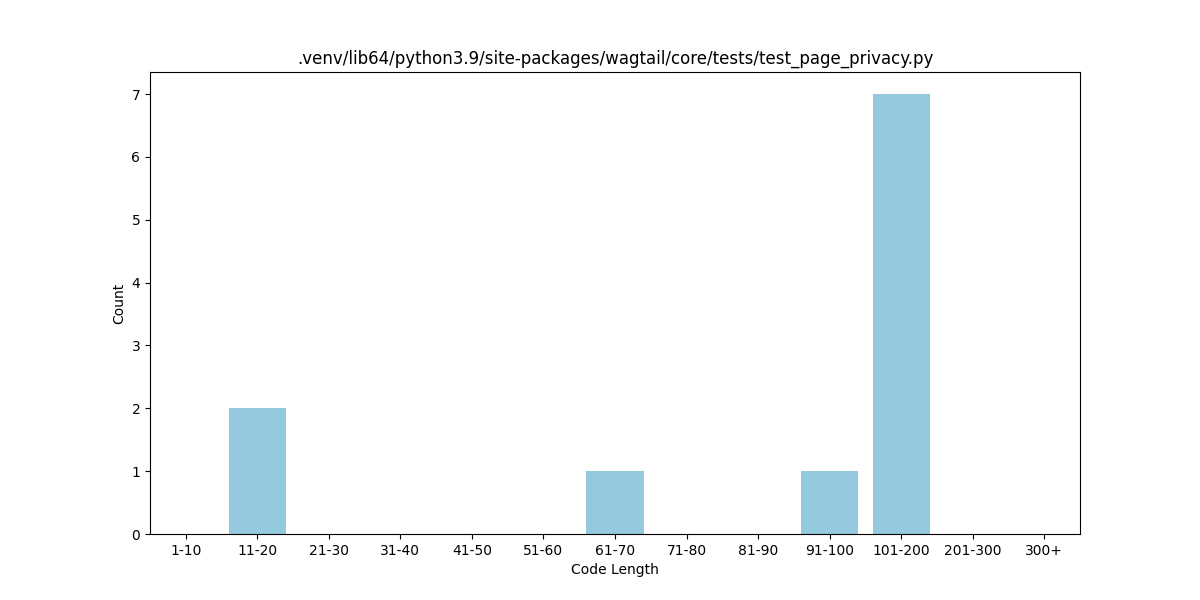 .venv/lib64/python3.9/site-packages/wagtail/core/tests/test_page_privacy.py
7
6
5
4
3
2
1
0
Count
1-10 11-20 21-30 31-40 41-50 51-60 61-70 71-80 81-90 91-100 101-200 201-300 300+
Code Length